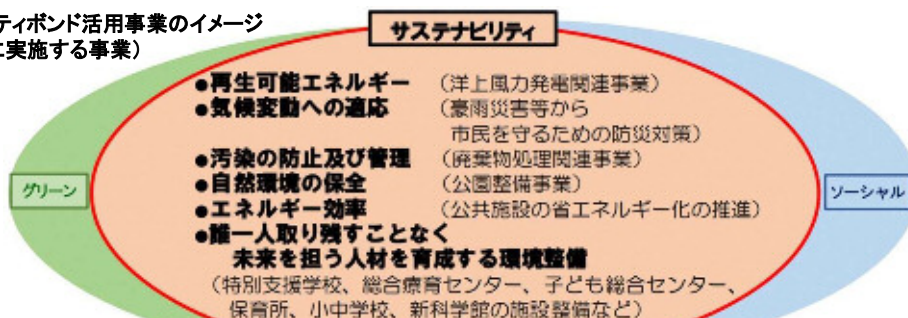 ティボンド活用事業のイメージ
に実施する事業）
サステナビリティ
●再生可能エネルギー （洋上風力発電関連事業）
●気候変動への適応 （豪雨災害等から
市民を守るための防災対策）
●汚染の防止及び管理 （廃棄物処理関連事業）
●自然環境の保全 （公園整備事業）
●エネルギー効率 （公共施設の省エネルギー化の推進）
●誰一人取り残すことなく
未来を担う人材を育成する環境整備
（特別支援学校、総合療育センター、子ども総合センター、
保育所、小中学校、新科学館の施設整備など）
グリーン
ソーシャル